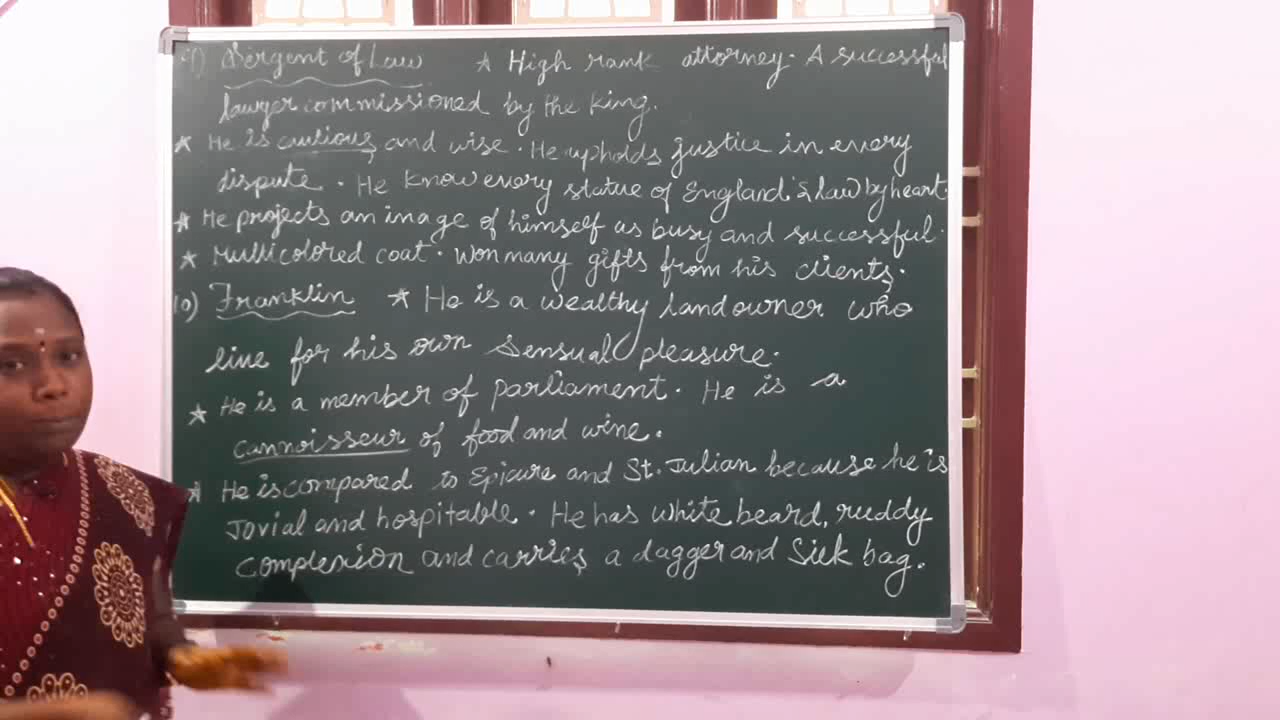 9) Sergent of Law * High rank attorney. A successful
lawyer commissioned by the King.
* He is cautious and wise. He upholds justice in every
dispute. He know every statue of England's law by heart.
* He projects an image of himself as busy and successful.
* Multicolored coat. Won many gifts from his clients.
10) Franklin * He is a wealthy landowner who
live for his own sensual pleasure.
* He is a member of parliament. He is a
cannoisseur of food and wine.
* He is compared to Epicure and St. Julian because he is
Jovial and hospitable. He has white beard, ruddy
complexion and carries a dagger and Silk bag.